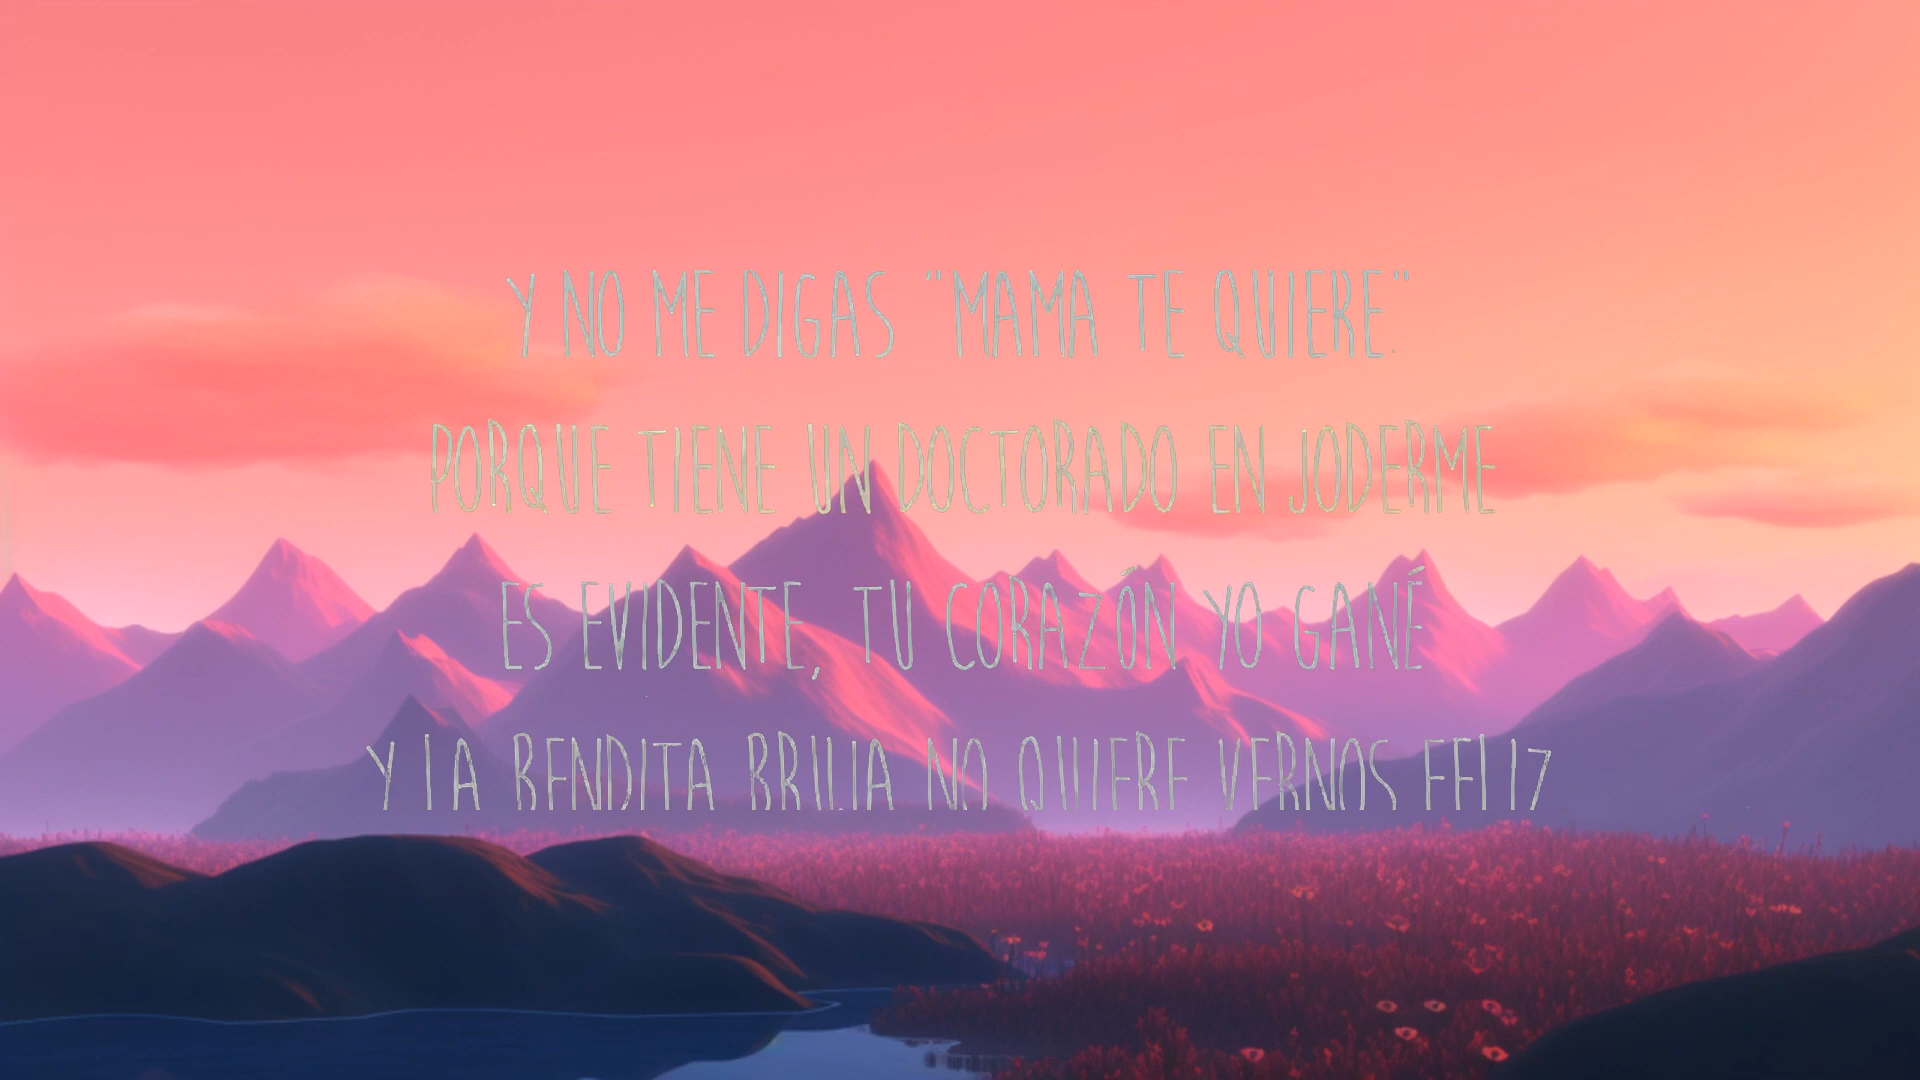 Y NO ME DIGAS "MAMA TE QUIERE"
PORQUE TIENE UN DOCTORADO EN JODERME
ES EVIDENTE, TU CORAZÓN YO GANÉ
Y LA BENDITA BRUJA NO QUIERE VERNOS FELIZ